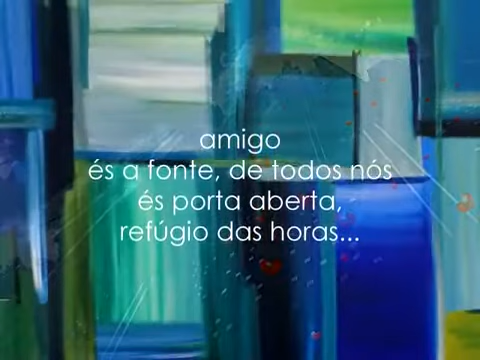 amigo
és a fonte, de todos nós
és porta aberta,
refúgio das horas...